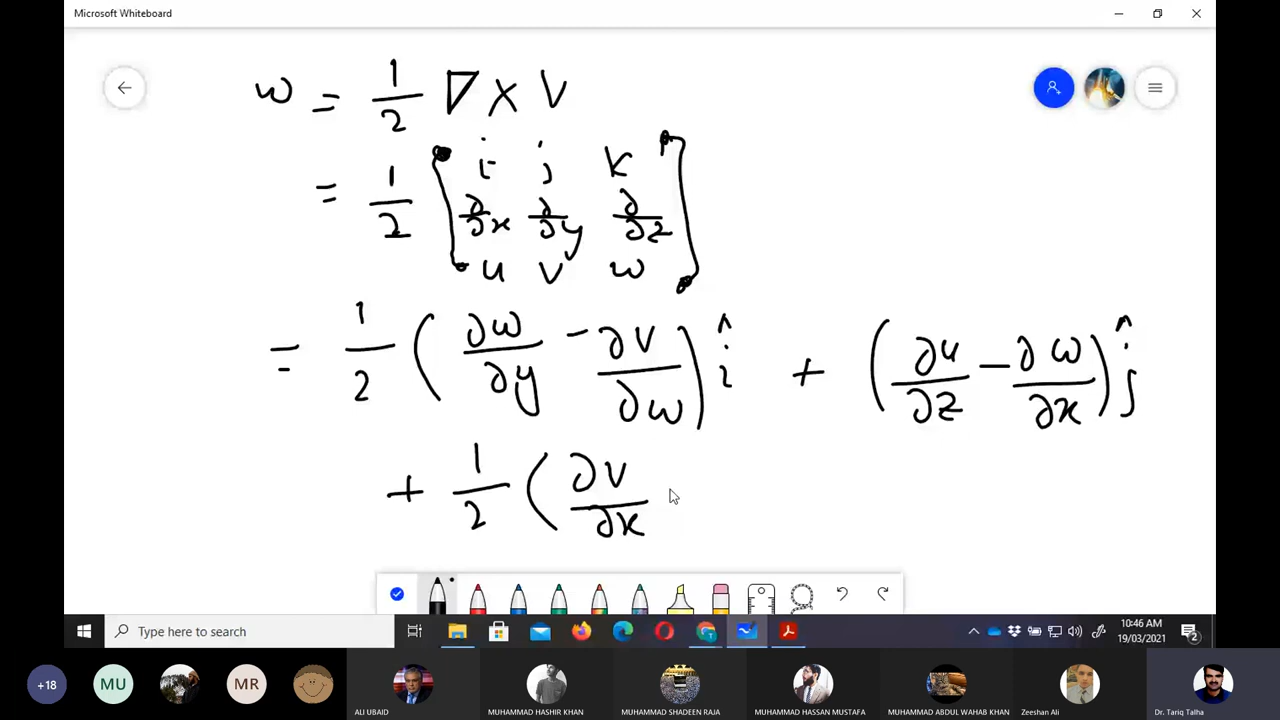 Microsoft Whiteboard
ω = 1/2 ∇ × V
= 1/2 [ i j k
∂/∂x ∂/∂y ∂/∂z
u v w ]
= 1/2 ( ∂w/∂y − ∂v/∂w ) î + ( ∂u/∂z − ∂w/∂x ) ĵ
+ 1/2 ( ∂v/∂x
Type here to search
10:46 AM
19/03/2021
2
+18
MU
MR
ALI UBAID
MUHAMMAD HASHIR KHAN
MUHAMMAD SHADEEN RAJA
MUHAMMAD HASSAN MUSTAFA
MUHAMMAD ABDUL WAHAB KHAN
Zeeshan Ali
Dr. Tariq Talha